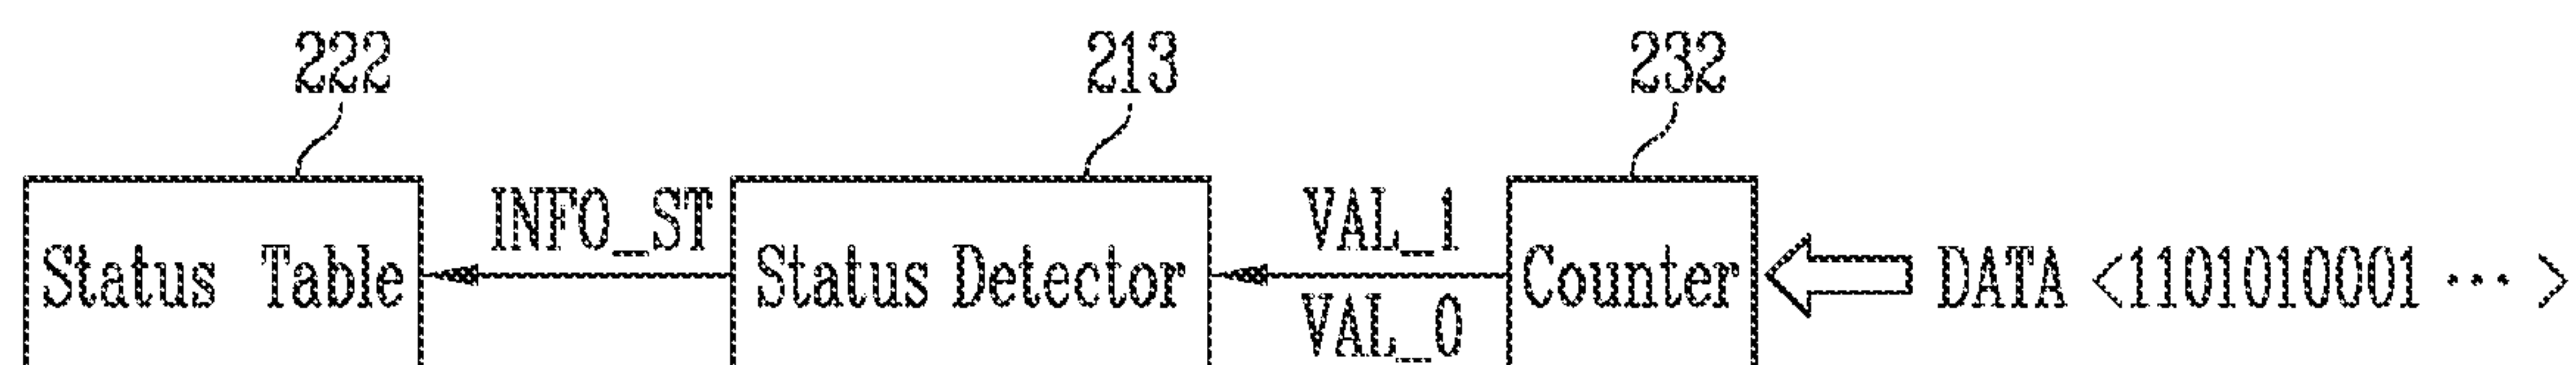 222 213 232
INFO_ST VAL_1
Status Table Status Detector Counter DATA <1101010001 ··· >
VAL_0